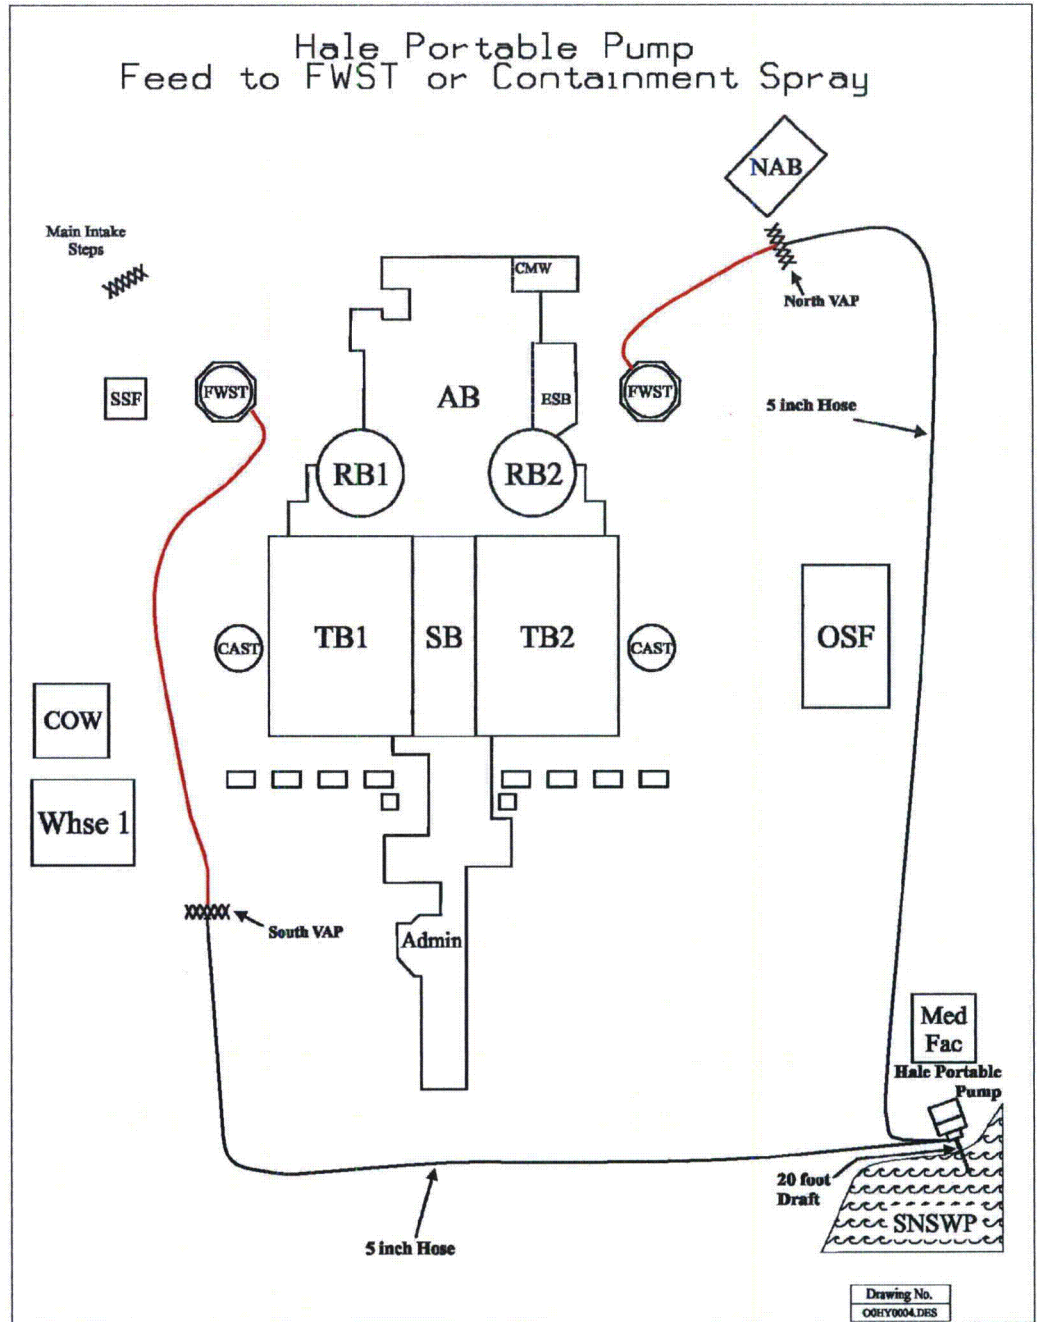 Hale Portable Pump
Feed to FWST or Containment Spray
NAB
Main Intake
Steps
CMW
North VAP
SSF
FWST
AB
ESB
FWST
5 inch Hose
RB1
RB2
TB1
SB
TB2
OSF
CAST
CAST
COW
Whse 1
South VAP
Admin
Med
Fac
Hale Portable
Pump
20 foot
Draft
SNSWP
5 inch Hose
Drawing No.
O0HY0004.DES